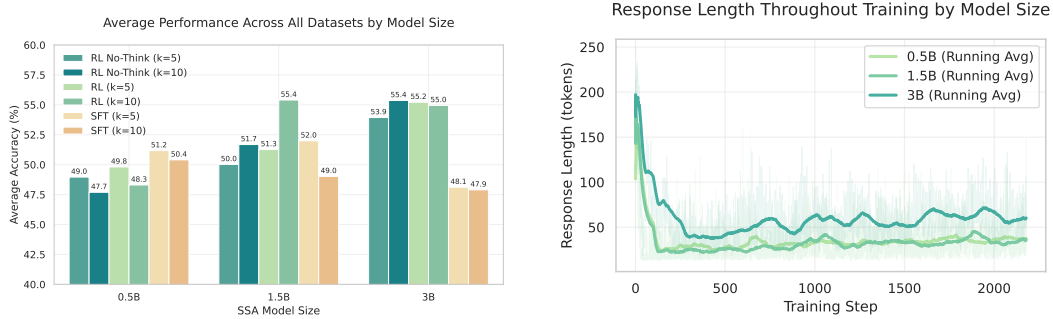 Average Performance Across All Datasets by Model Size
60.0
57.5
55.0
52.5
50.0
47.5
45.0
42.5
40.0
Average Accuracy (%)
RL No-Think (k=5)
RL No-Think (k=10)
RL (k=5)
RL (k=10)
SFT (k=5)
SFT (k=10)
49.0
47.7
49.8
48.3
51.2
50.4
50.0
51.7
51.3
55.4
52.0
49.0
53.9
55.4
55.2
55.0
48.1
47.9
0.5B
1.5B
3B
SSA Model Size
Response Length Throughout Training by Model Size
250
200
150
100
50
Response Length (tokens)
0.5B (Running Avg)
1.5B (Running Avg)
3B (Running Avg)
0
500
1000
1500
2000
Training Step